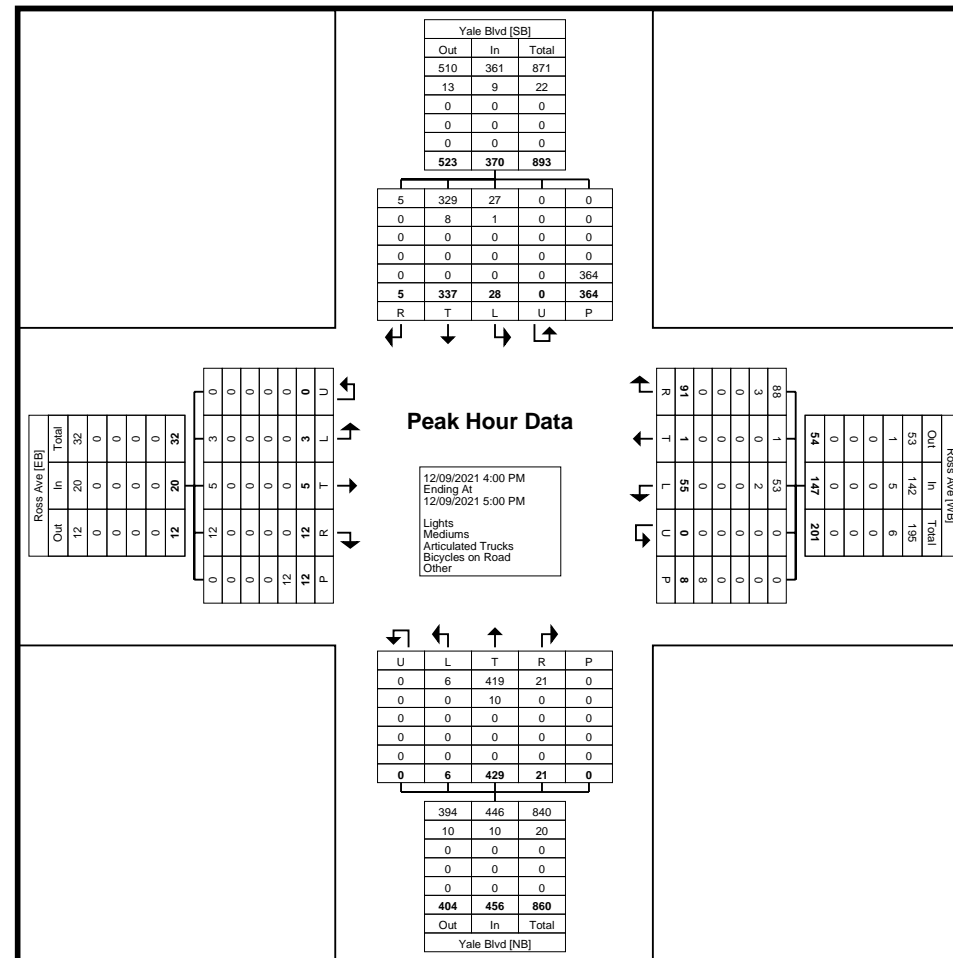 Yale Blvd [SB]
Out In Total
510 361 871
13 9 22
0 0 0
0 0 0
0 0 0
523 370 893
5 329 27 0 0
0 8 1 0 0
0 0 0 0 0
0 0 0 0 0
0 0 0 0 364
5 337 28 0 364
R T L U P
Ross Ave [EB]
Total In Out
32 20 12
0 0 0
0 0 0
0 0 0
0 0 0
32 20 12
0 3 5 12 0
0 0 0 0 0
0 0 0 0 0
0 0 0 0 0
0 0 0 0 12
0 3 5 12 12
U L T R P
Peak Hour Data
12/09/2021 4:00 PM
Ending At
12/09/2021 5:00 PM
Lights
Mediums
Articulated Trucks
Bicycles on Road
Other
R T L U P
91 1 55 0 8
0 0 0 0 8
0 0 0 0 0
0 0 0 0 0
3 0 2 0 0
88 1 53 0 0
54 147 201
0 0 0
0 0 0
0 0 0
1 5 6
53 142 195
Out In Total
Ross Ave [WB]
U L T R P
0 6 419 21 0
0 0 10 0 0
0 0 0 0 0
0 0 0 0 0
0 0 0 0 0
0 6 429 21 0
394 446 840
10 10 20
0 0 0
0 0 0
0 0 0
404 456 860
Out In Total
Yale Blvd [NB]